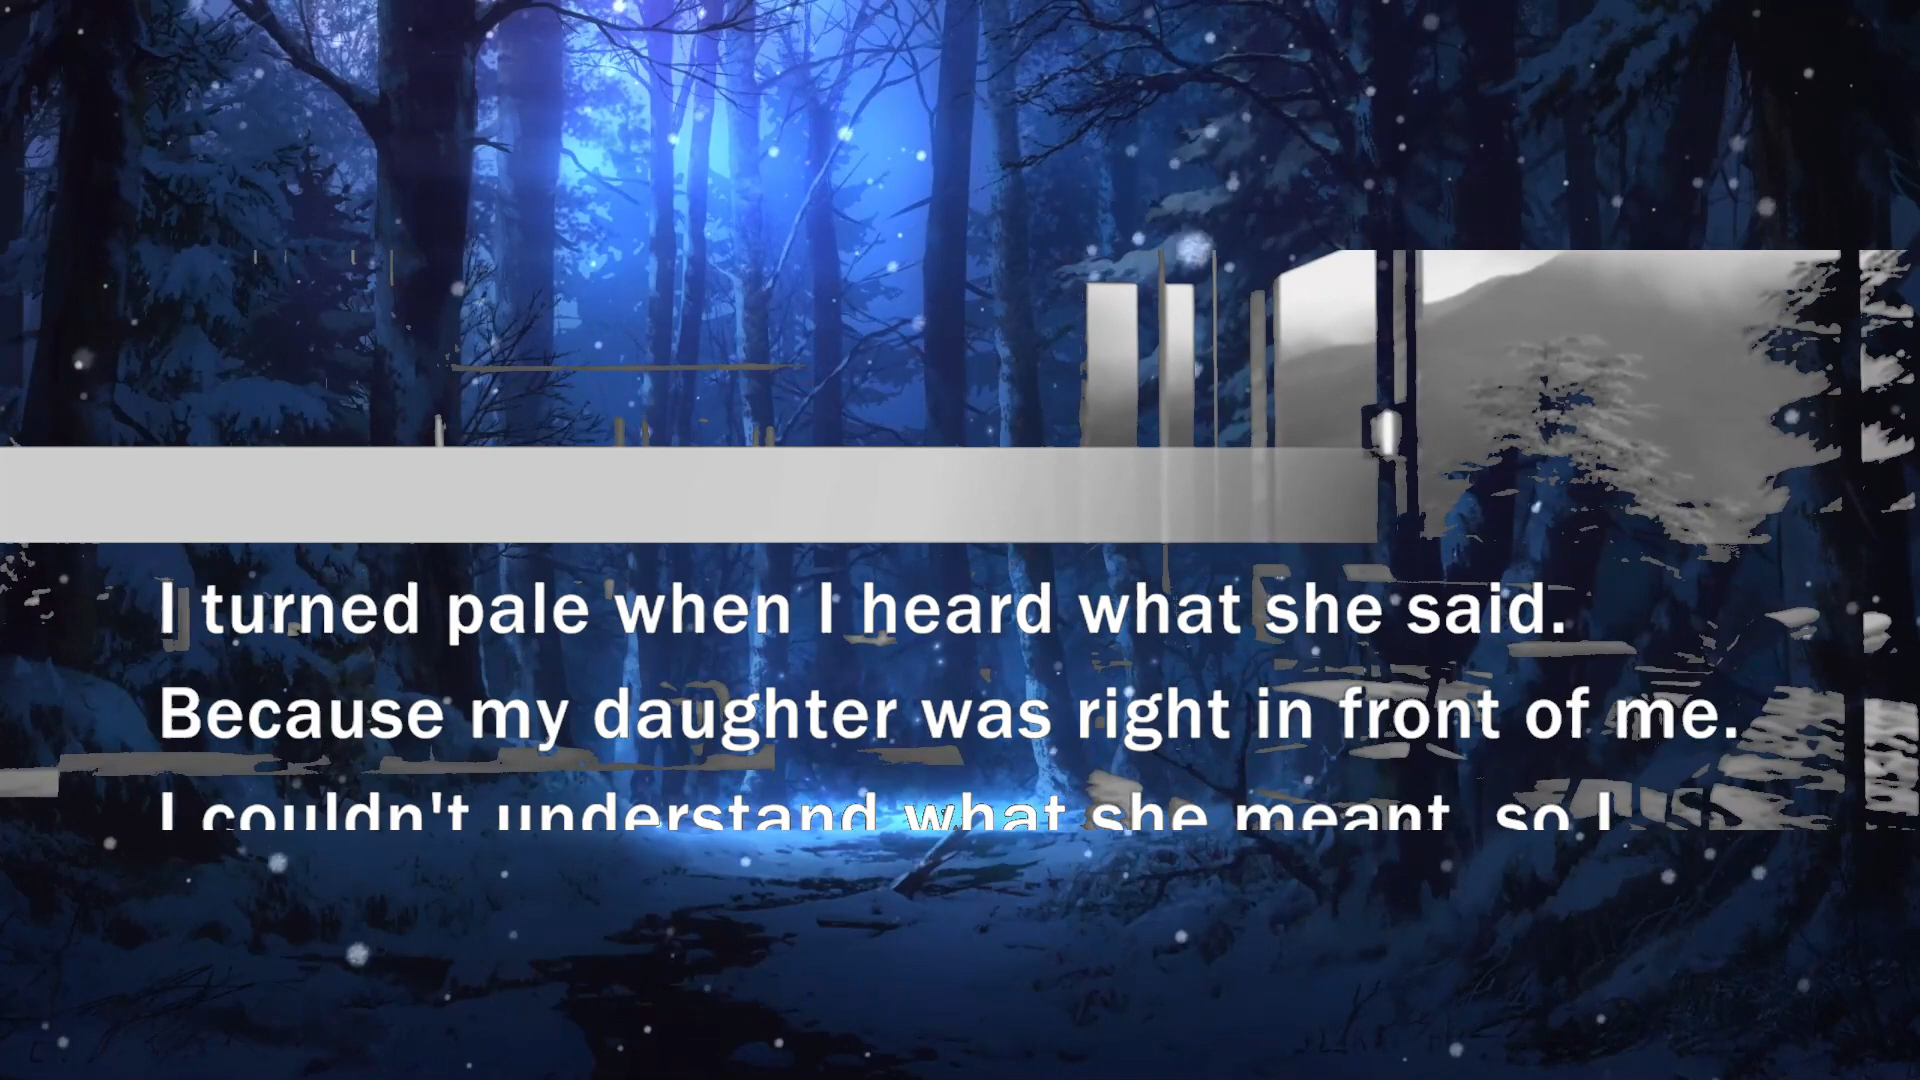 I turned pale when I heard what she said.
Because my daughter was right in front of me.
I couldn't understand what she meant, so I